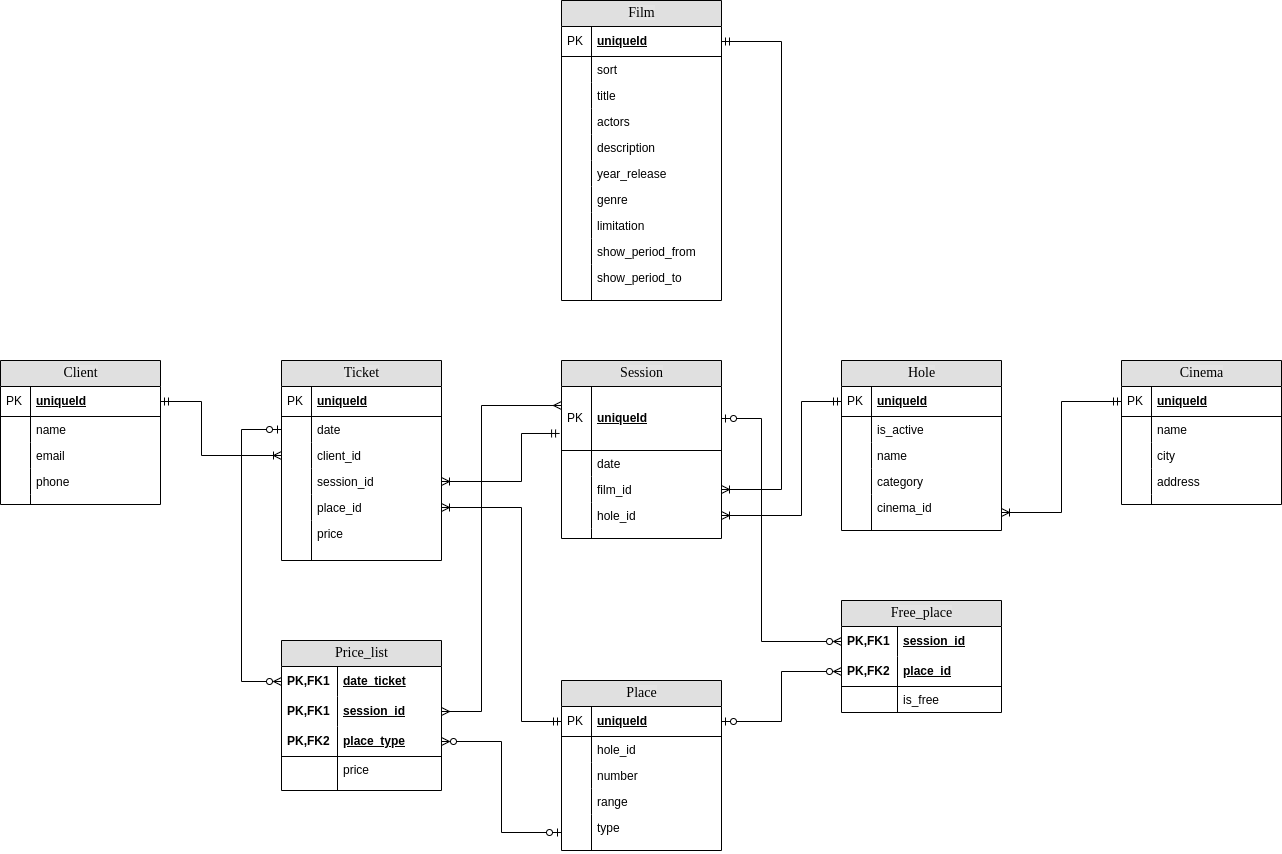 Film
PK uniqueId
sort
title
actors
description
year_release
genre
limitation
show_period_from
show_period_to
Client
PK uniqueId
name
email
phone
Ticket
PK uniqueId
date
client_id
session_id
place_id
price
Session
PK uniqueId
date
film_id
hole_id
Hole
PK uniqueId
is_active
name
category
cinema_id
Cinema
PK uniqueId
name
city
address
Price_list
PK,FK1 date_ticket
PK,FK1 session_id
PK,FK2 place_type
price
Place
PK uniqueId
hole_id
number
range
type
Free_place
PK,FK1 session_id
PK,FK2 place_id
is_free